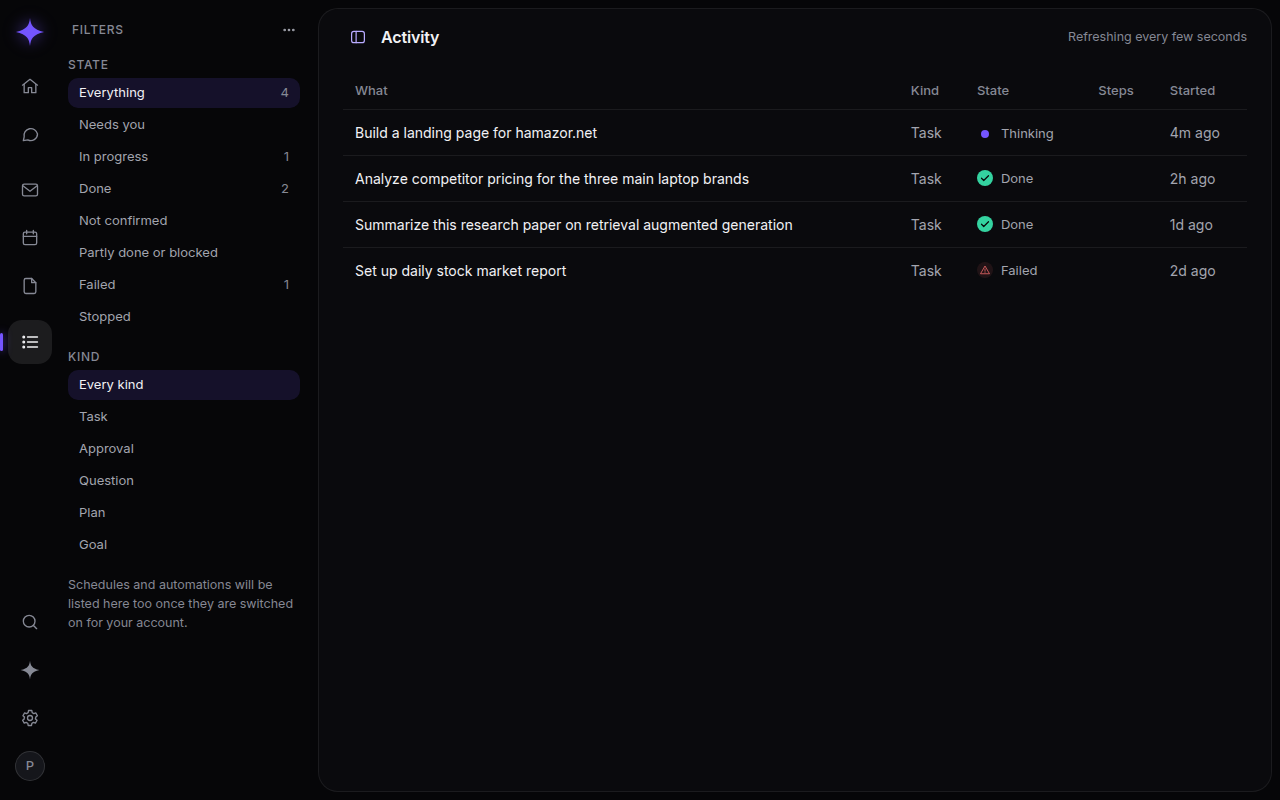 FILTERS
STATE
Everything 4
Needs you
In progress 1
Done 2
Not confirmed
Partly done or blocked
Failed 1
Stopped
KIND
Every kind
Task
Approval
Question
Plan
Goal
Schedules and automations will be
listed here too once they are switched
on for your account.
P
Activity
Refreshing every few seconds
What Kind State Steps Started
Build a landing page for hamazor.net Task Thinking 4m ago
Analyze competitor pricing for the three main laptop brands Task Done 2h ago
Summarize this research paper on retrieval augmented generation Task Done 1d ago
Set up daily stock market report Task Failed 2d ago